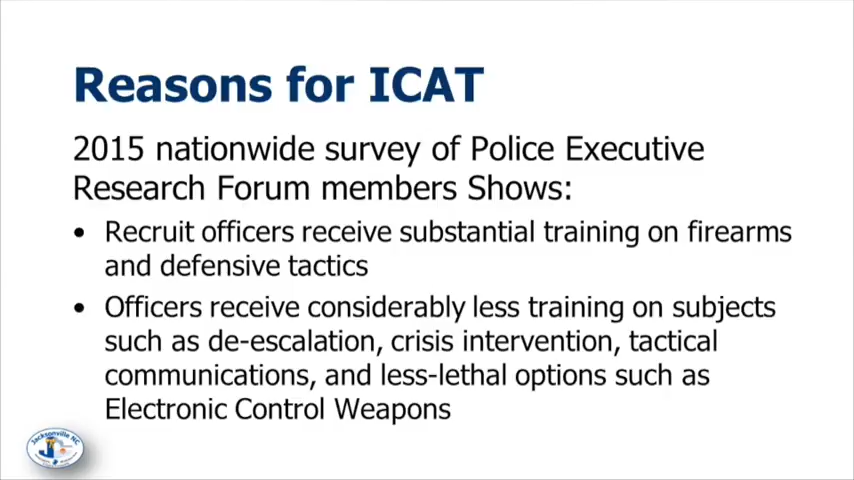 Reasons for ICAT
2015 nationwide survey of Police Executive
Research Forum members Shows:
• Recruit officers receive substantial training on firearms
and defensive tactics
• Officers receive considerably less training on subjects
such as de-escalation, crisis intervention, tactical
communications, and less-lethal options such as
Electronic Control Weapons
Jacksonville NC